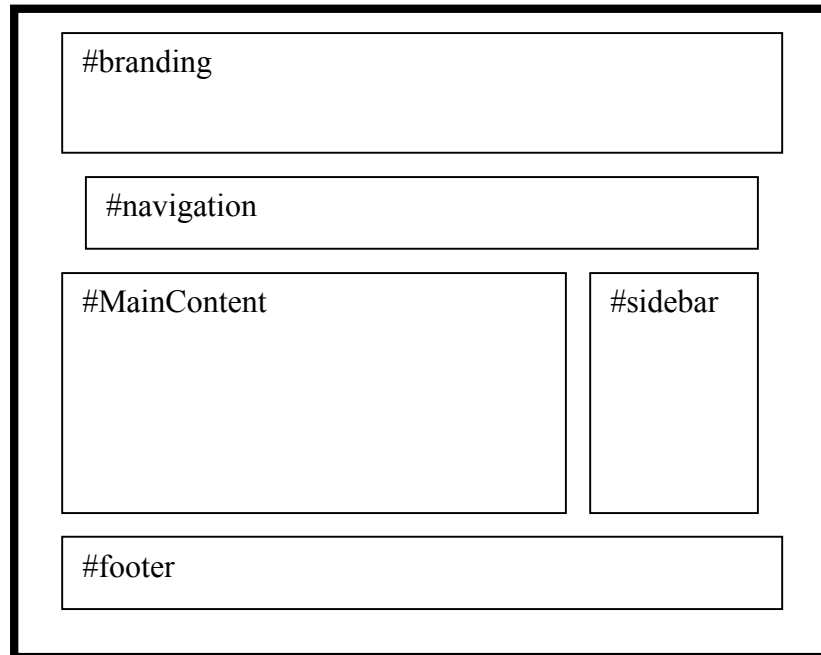 #branding
#navigation
#MainContent
#sidebar
#footer